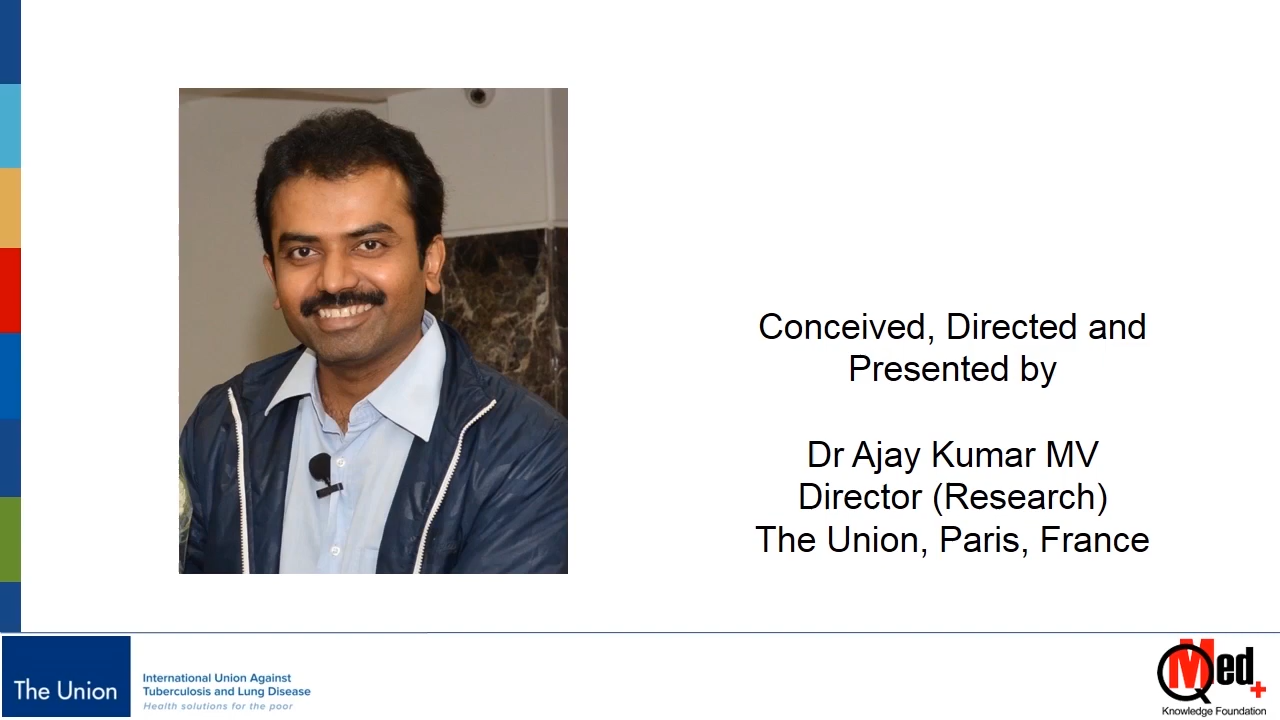 Conceived, Directed and
Presented by
Dr Ajay Kumar MV
Director (Research)
The Union, Paris, France
The Union
International Union Against
Tuberculosis and Lung Disease
Health solutions for the poor
QMed
Knowledge Foundation